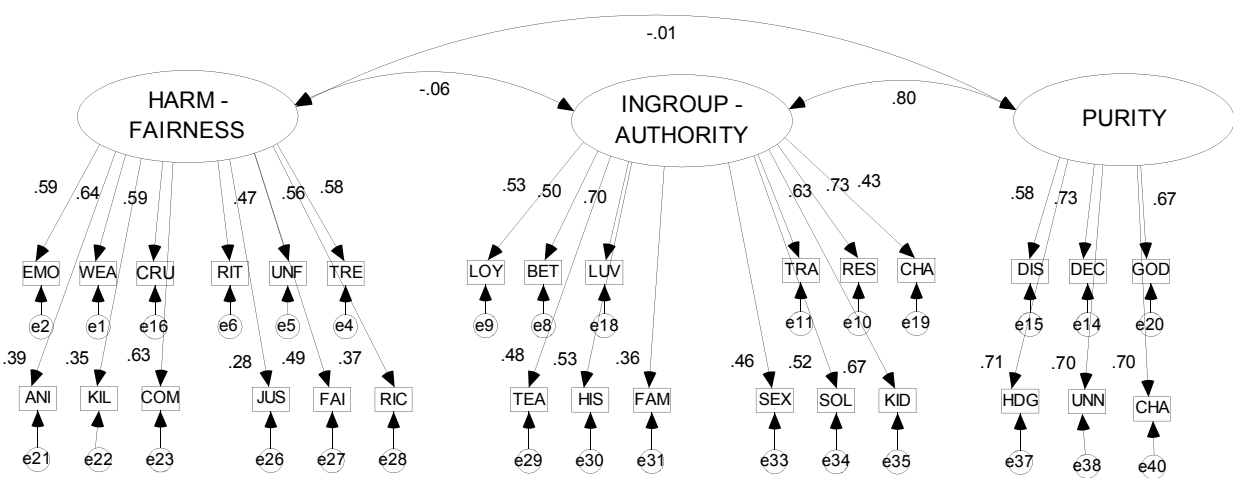 -.01
-.06
.80
HARM -
FAIRNESS
INGROUP -
AUTHORITY
PURITY
.59 .64 .59 .47 .56 .58
.53 .50 .70 .63 .73 .43
.58 .73 .67
EMO WEA CRU RIT UNF TRE
LOY BET LUV TRA RES CHA
DIS DEC GOD
e2 e1 e16 e6 e5 e4
e9 e8 e18 e11 e10 e19
e15 e14 e20
.39 .35 .63 .28 .49 .37
.48 .53 .36 .46 .52 .67
.71 .70 .70
ANI KIL COM JUS FAI RIC
TEA HIS FAM SEX SOL KID
HDG UNN CHA
e21 e22 e23 e26 e27 e28
e29 e30 e31 e33 e34 e35
e37 e38 e40